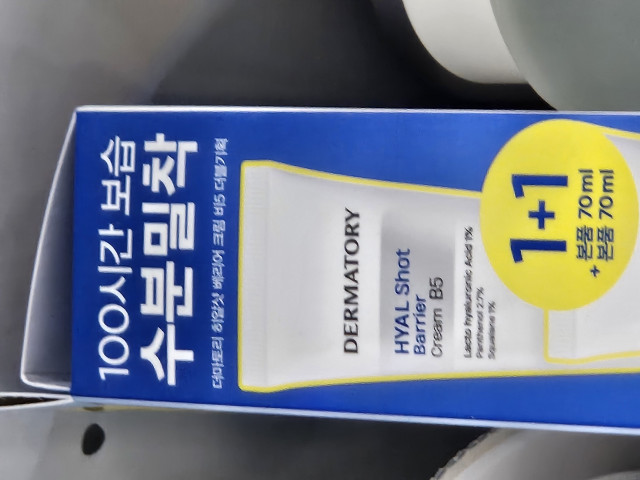 100시간 보습
수분밀착
더마토리 히알샷 베리어 크림 비5 더블기획
DERMATORY
HYAL Shot
Barrier
Cream B5
Lacto hyaluronic Acid 1%
Panthenol 2.7%
Squalane 1%
1+1
본품 70ml
+ 본품 70ml